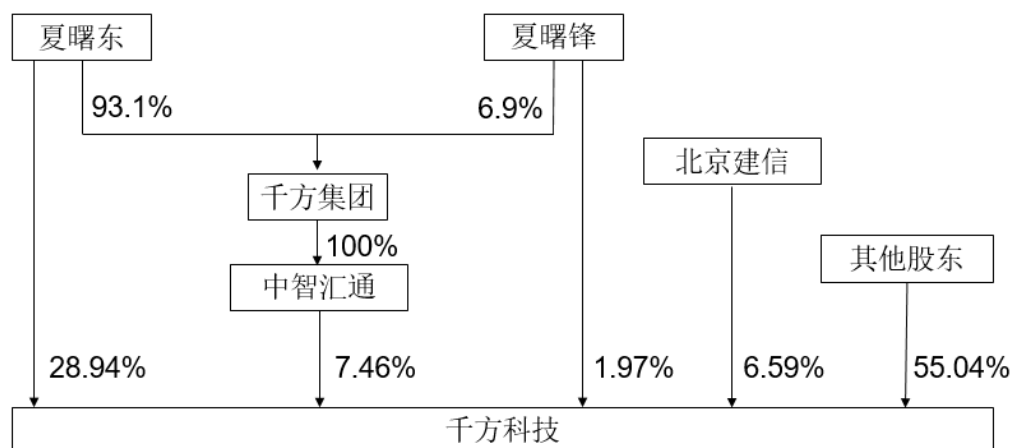 夏曙东
夏曙锋
93.1%
6.9%
北京建信
千方集团
100%
其他股东
中智汇通
28.94%
7.46%
1.97%
6.59%
55.04%
千方科技